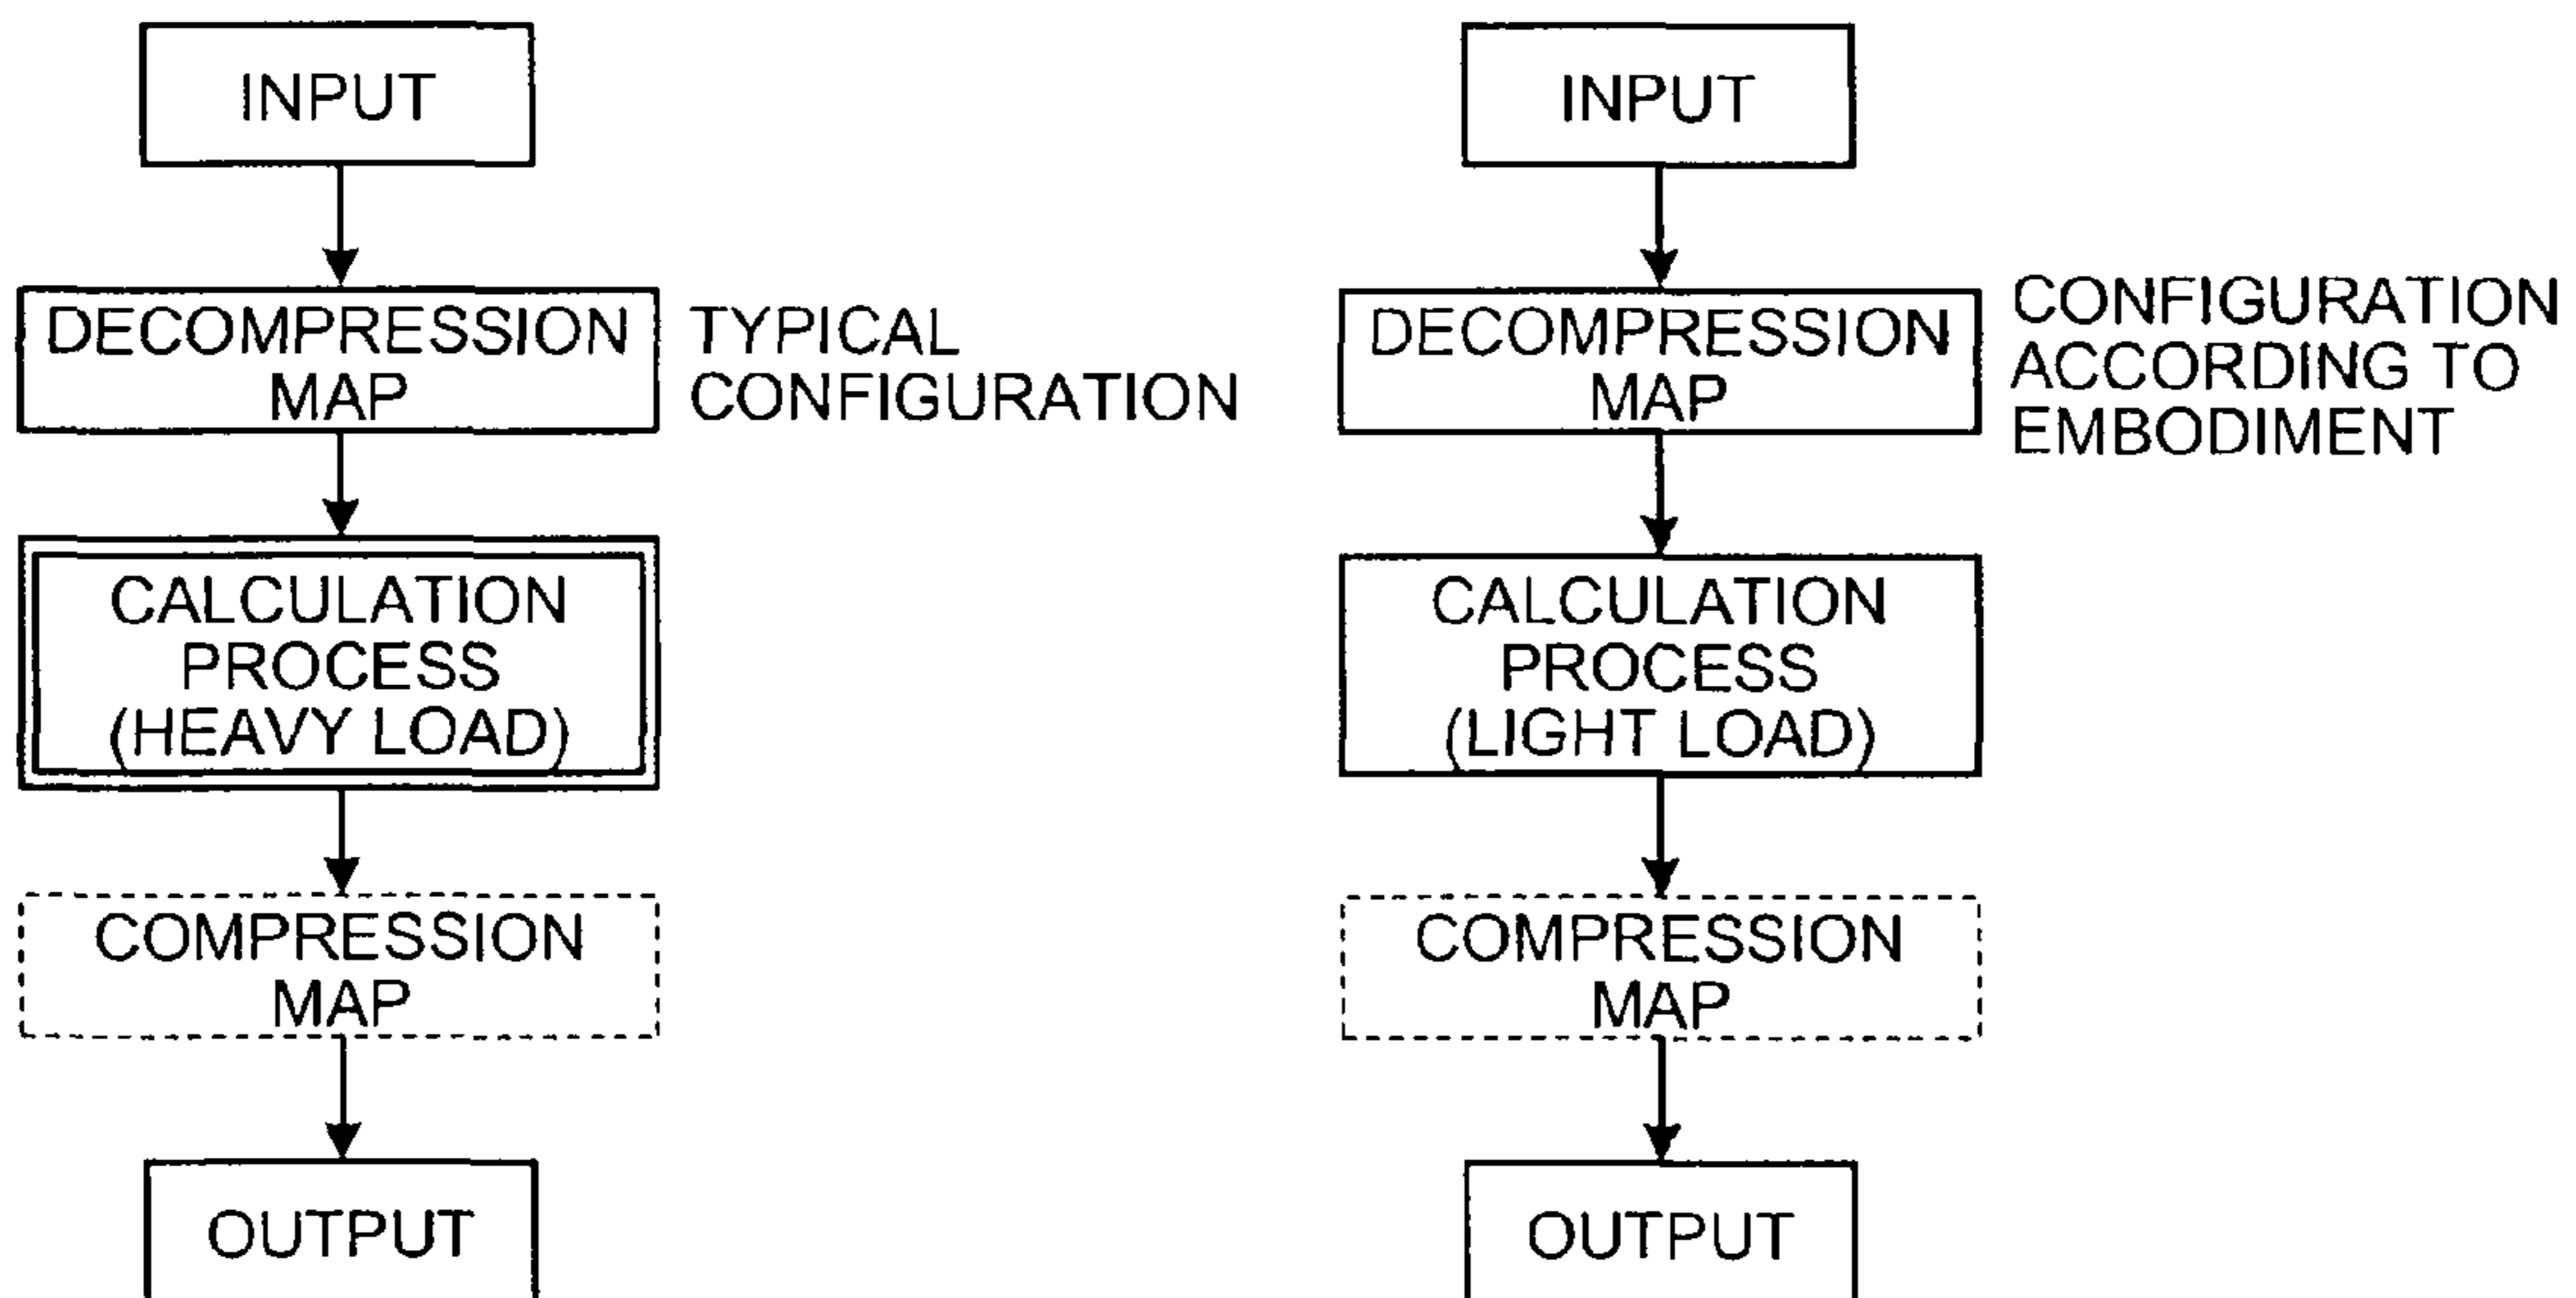 INPUT
DECOMPRESSION
MAP
TYPICAL
CONFIGURATION
CALCULATION
PROCESS
(HEAVY LOAD)
COMPRESSION
MAP
OUTPUT
INPUT
DECOMPRESSION
MAP
CONFIGURATION
ACCORDING TO
EMBODIMENT
CALCULATION
PROCESS
(LIGHT LOAD)
COMPRESSION
MAP
OUTPUT